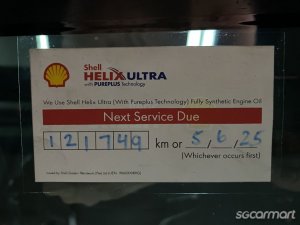 Shell
HELIX ULTRA
with PUREPLUS Technology
We Use Shell Helix Ultra (With Pureplus Technology) Fully Synthetic Engine Oil
Next Service Due
121749 km or 5/6/25
(Whichever occurs first)
sgcarmart